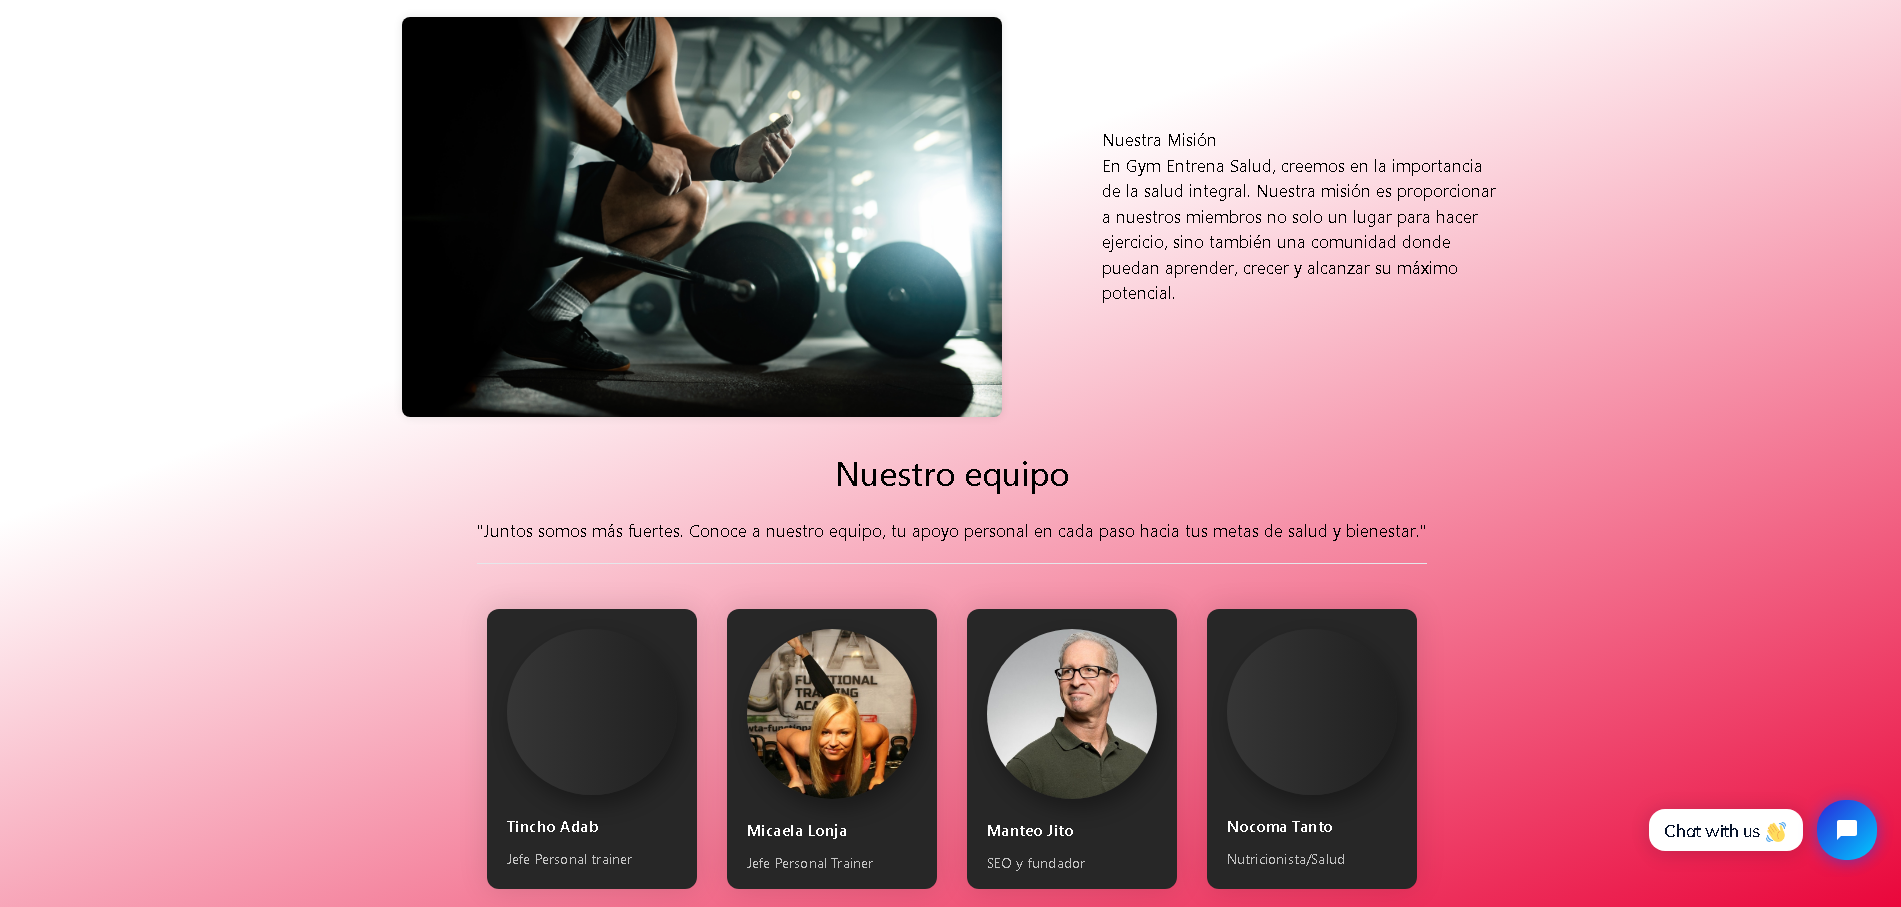 Nuestra Misión
En Gym Entrena Salud, creemos en la importancia
de la salud integral. Nuestra misión es proporcionar
a nuestros miembros no solo un lugar para hacer
ejercicio, sino también una comunidad donde
puedan aprender, crecer y alcanzar su máximo
potencial.
Nuestro equipo
"Juntos somos más fuertes. Conoce a nuestro equipo, tu apoyo personal en cada paso hacia tus metas de salud y bienestar."
Tincho Adab
Jefe Personal trainer
FUNCTIONAL
TRAINING
Micaela Lonja
Jefe Personal Trainer
Manteo Jito
SEO y fundador
Nocoma Tanto
Nutricionista/Salud
Chat with us 👋